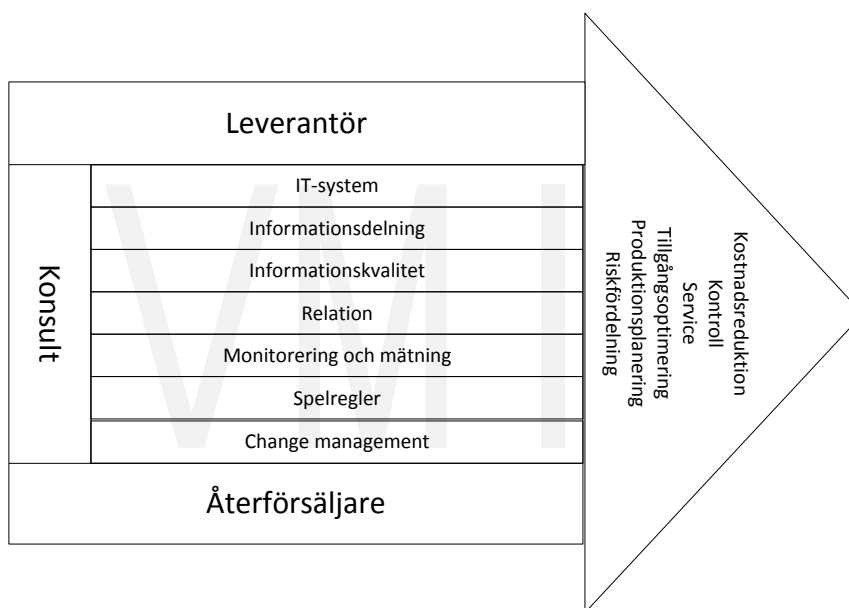 Leverantör
Konsult
IT-system
Informationsdelning
Informationskvalitet
Relation
Monitorering och mätning
Spelregler
Change management
Återförsäljare
VMI
Kostnadsreduktion
Kontroll
Service
Tillgångsoptimering
Produktionsplanering
Riskfördelning